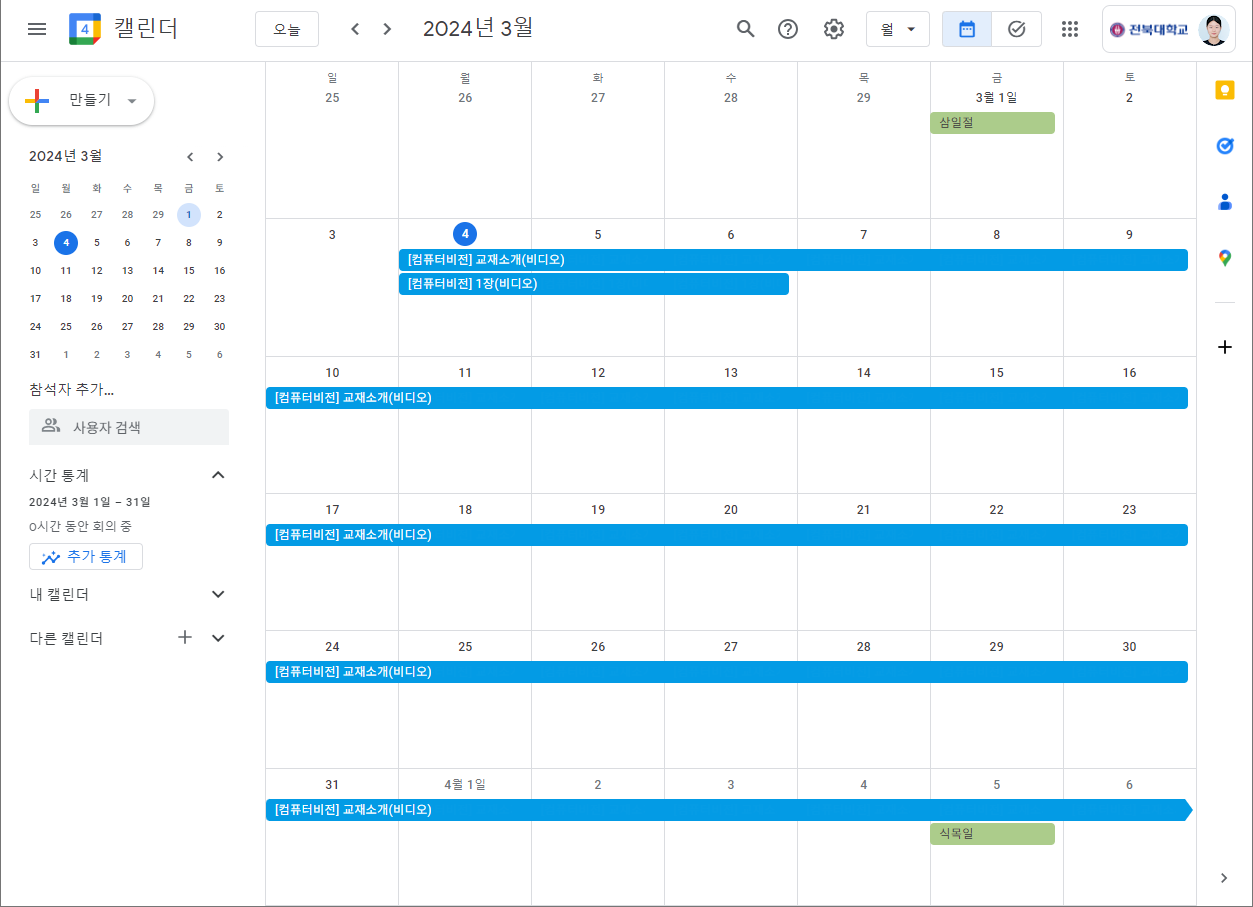 4 캘린더 오늘 2024년 3월 월 전북대학교
만들기
2024년 3월
일 월 화 수 목 금 토
25 26 27 28 29 1 2
3 4 5 6 7 8 9
10 11 12 13 14 15 16
17 18 19 20 21 22 23
24 25 26 27 28 29 30
31 1 2 3 4 5 6
참석자 추가...
사용자 검색
시간 통계
2024년 3월 1일 – 31일
0시간 동안 회의 중
추가 통계
내 캘린더
다른 캘린더
일 월 화 수 목 금 토
25 26 27 28 29 3월 1일 2
삼일절
3 4 5 6 7 8 9
[컴퓨터비전] 교재소개(비디오)
[컴퓨터비전] 1장(비디오)
10 11 12 13 14 15 16
[컴퓨터비전] 교재소개(비디오)
17 18 19 20 21 22 23
[컴퓨터비전] 교재소개(비디오)
24 25 26 27 28 29 30
[컴퓨터비전] 교재소개(비디오)
31 4월 1일 2 3 4 5 6
[컴퓨터비전] 교재소개(비디오)
식목일